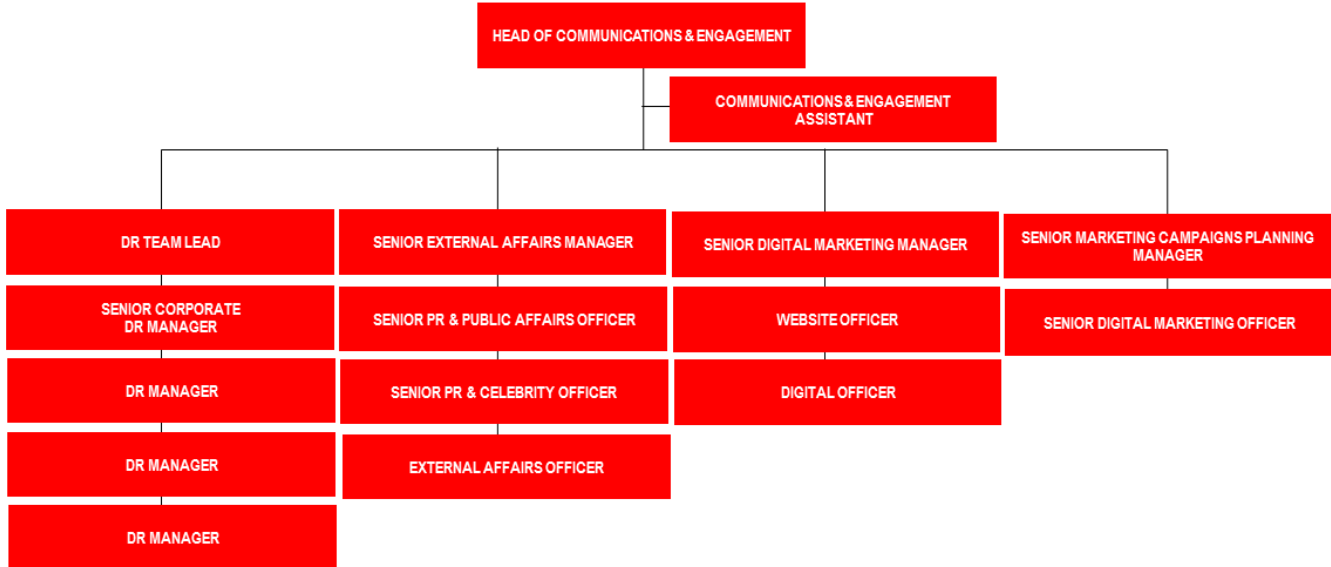 HEAD OF COMMUNICATIONS & ENGAGEMENT
COMMUNICATIONS & ENGAGEMENT
ASSISTANT
DR TEAM LEAD
SENIOR CORPORATE
DR MANAGER
DR MANAGER
DR MANAGER
DR MANAGER
SENIOR EXTERNAL AFFAIRS MANAGER
SENIOR PR & PUBLIC AFFAIRS OFFICER
SENIOR PR & CELEBRITY OFFICER
EXTERNAL AFFAIRS OFFICER
SENIOR DIGITAL MARKETING MANAGER
WEBSITE OFFICER
DIGITAL OFFICER
SENIOR MARKETING CAMPAIGNS PLANNING
MANAGER
SENIOR DIGITAL MARKETING OFFICER